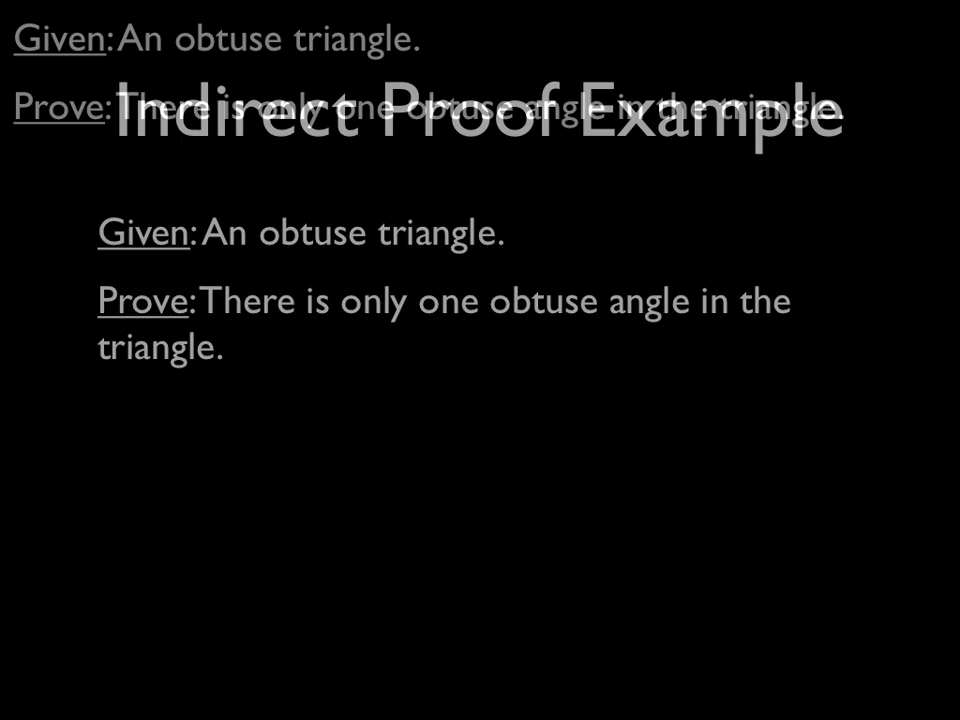 Given: An obtuse triangle.
Indirect Proof Example
Prove: There is only one obtuse angle in the triangle.
Given: An obtuse triangle.
Prove: There is only one obtuse angle in the
triangle.